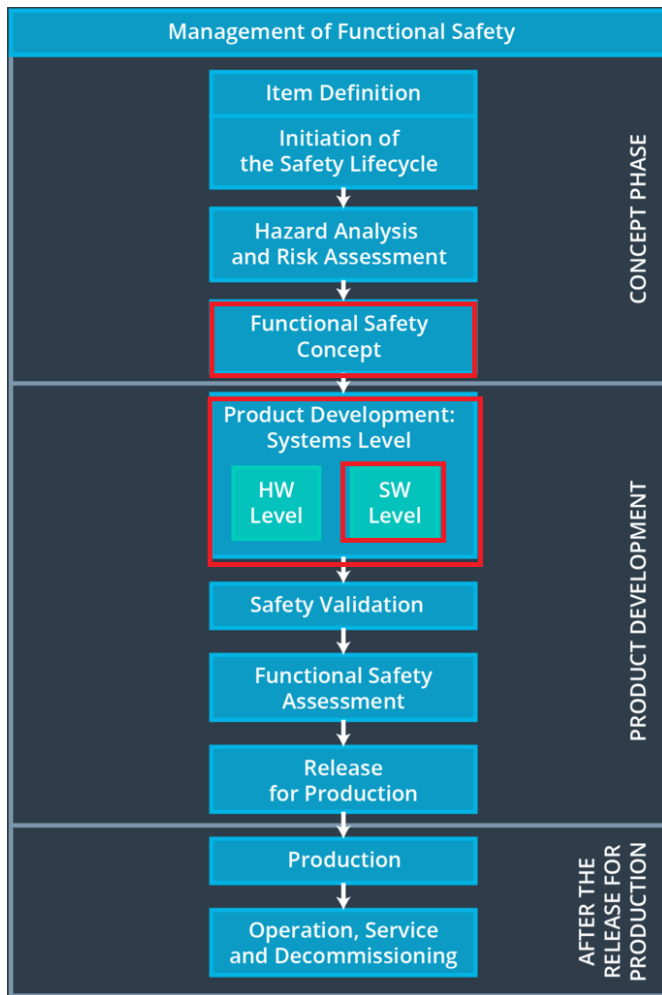 Management of Functional Safety
Item Definition
Initiation of
the Safety Lifecycle
Hazard Analysis
and Risk Assessment
Functional Safety
Concept
CONCEPT PHASE
Product Development:
Systems Level
HW
Level
SW
Level
Safety Validation
Functional Safety
Assessment
Release
for Production
PRODUCT DEVELOPMENT
Production
Operation, Service
and Decommissioning
AFTER THE
RELEASE FOR
PRODUCTION